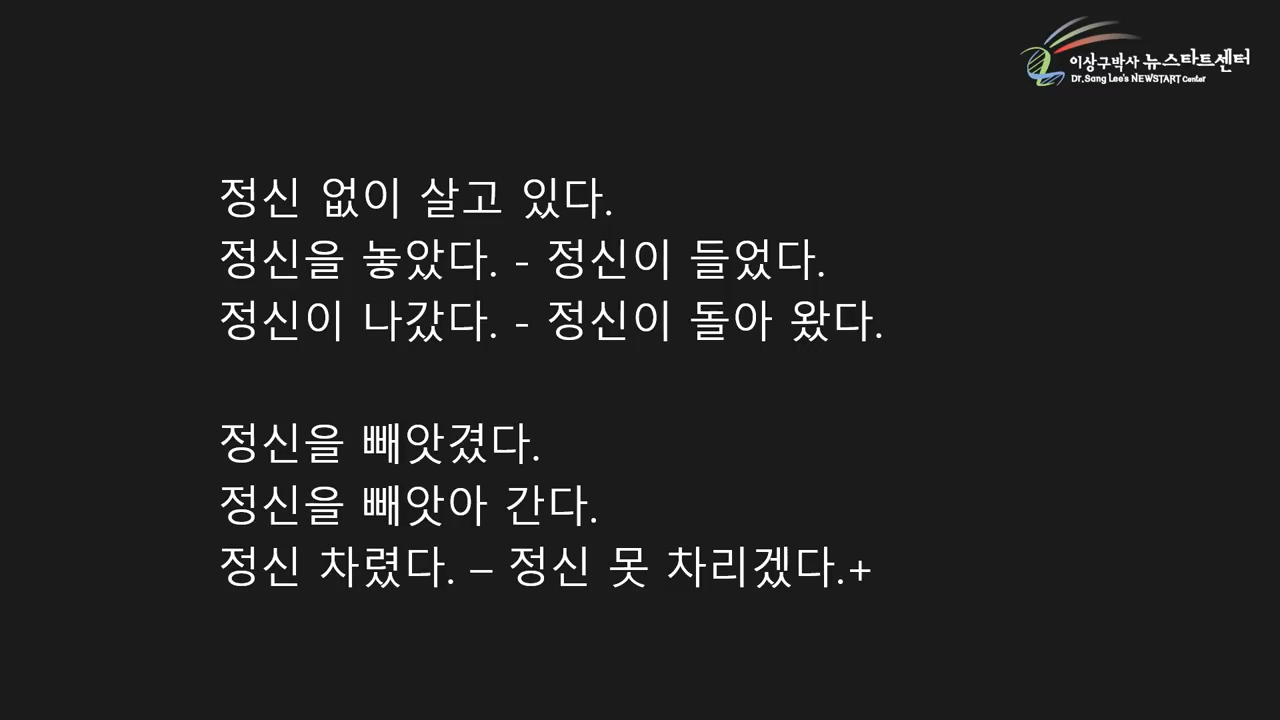 이상구박사 뉴스타트센터
Dr.Sang Lee's NEWSTART Center
정신 없이 살고 있다.
정신을 놓았다. - 정신이 들었다.
정신이 나갔다. - 정신이 돌아 왔다.
정신을 빼앗겼다.
정신을 빼앗아 간다.
정신 차렸다. – 정신 못 차리겠다.+